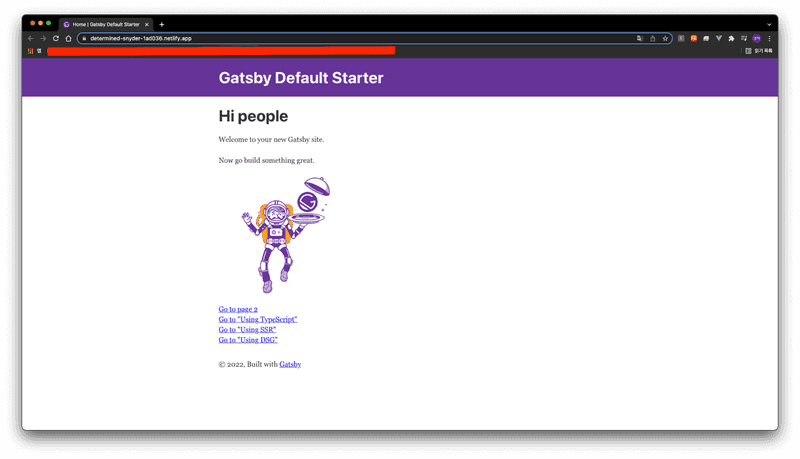 Home | Gatsby Default Starter
determined-snyder-1ad036.netlify.app
앱
읽기 목록
Gatsby Default Starter
Hi people
Welcome to your new Gatsby site.
Now go build something great.
Go to page 2
Go to "Using TypeScript"
Go to "Using SSR"
Go to "Using DSG"
© 2022, Built with Gatsby